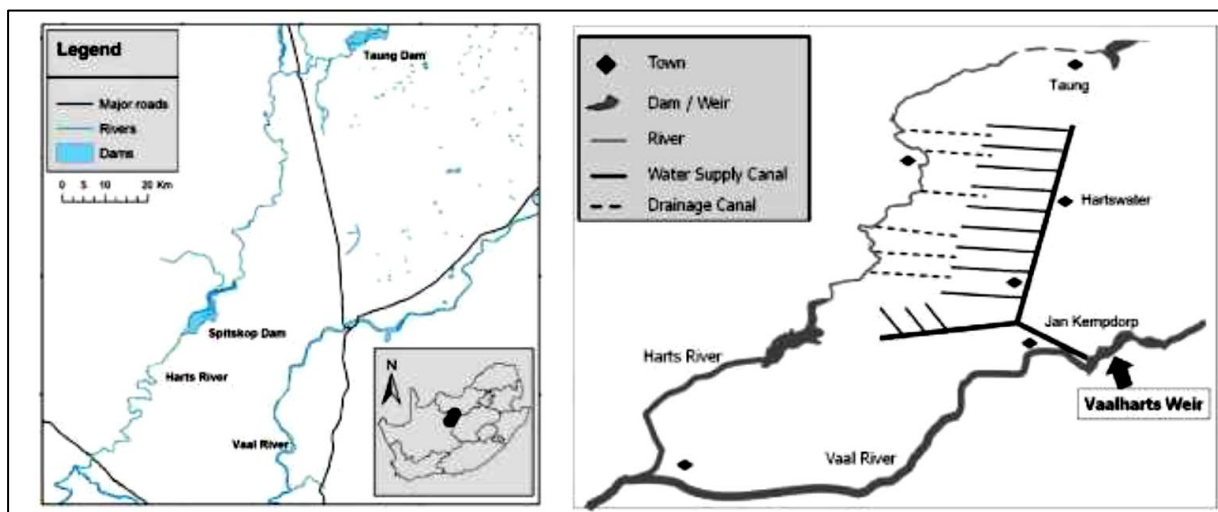 Legend
Major roads
Rivers
Dams
0 5 10 20 Km
Taung Dam
Spitskop Dam
Harts River
Vaal River
N
Town
Dam / Weir
River
Water Supply Canal
Drainage Canal
Taung
Hartswater
Jan Kempdorp
Harts River
Vaalharts Weir
Vaal River